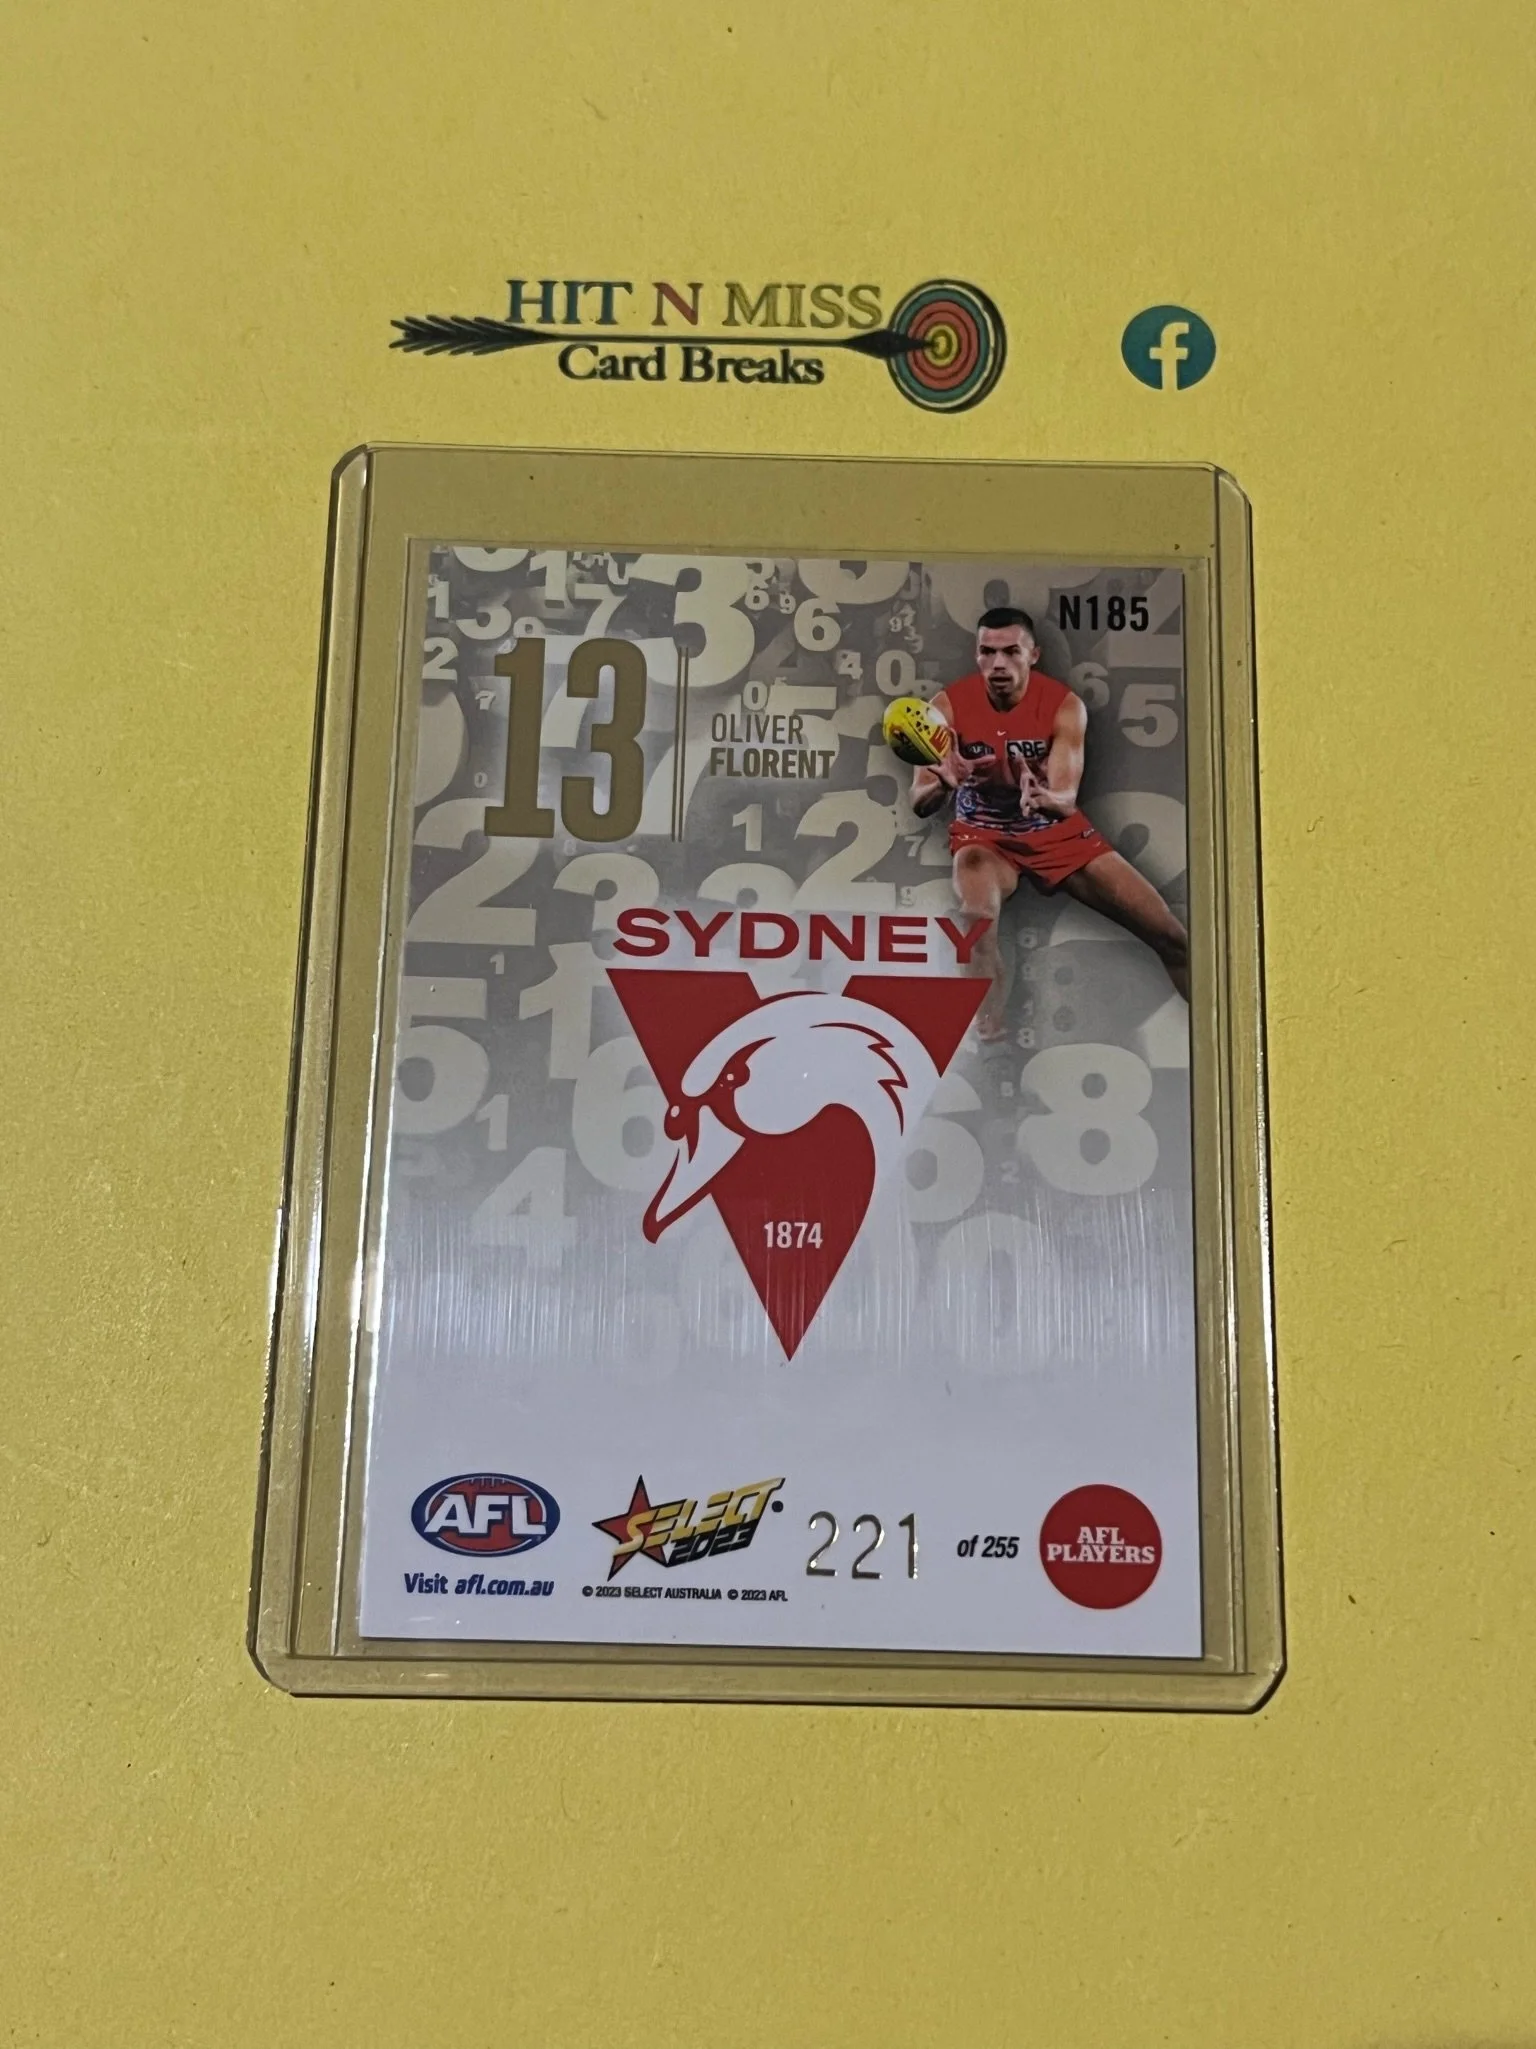 HIT N MISS
Card Breaks
f
N185
13
OLIVER
FLORENT
SYDNEY
1874
AFL
Visit afl.com.au
SELECT
2023
© 2023 SELECT AUSTRALIA © 2023 AFL
221 of 255
AFL
PLAYERS